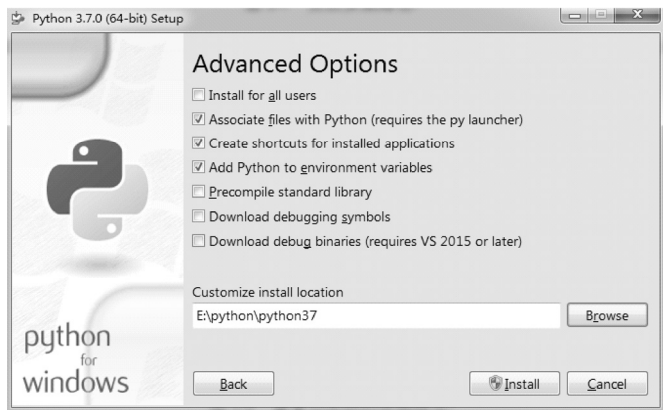 Python 3.7.0 (64-bit) Setup
Advanced Options
Install for all users
Associate files with Python (requires the py launcher)
Create shortcuts for installed applications
Add Python to environment variables
Precompile standard library
Download debugging symbols
Download debug binaries (requires VS 2015 or later)
Customize install location
E:\python\python37
Browse
python
for
windows
Back
Install
Cancel